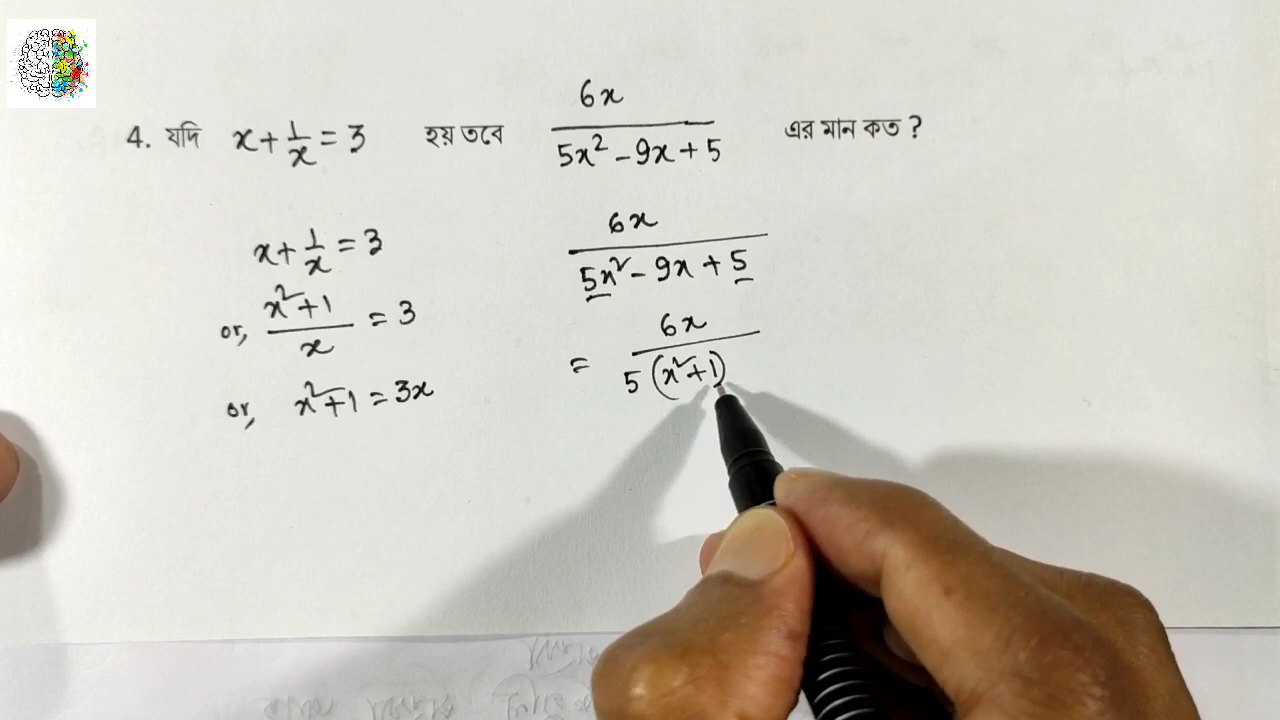 4. যদি x + 1/x = 3 হয় তবে 6x / (5x² - 9x + 5) এর মান কত ?
x + 1/x = 3
or, (x²+1)/x = 3
or, x²+1 = 3x
6x / (5x² - 9x + 5)
= 6x / 5(x²+1)